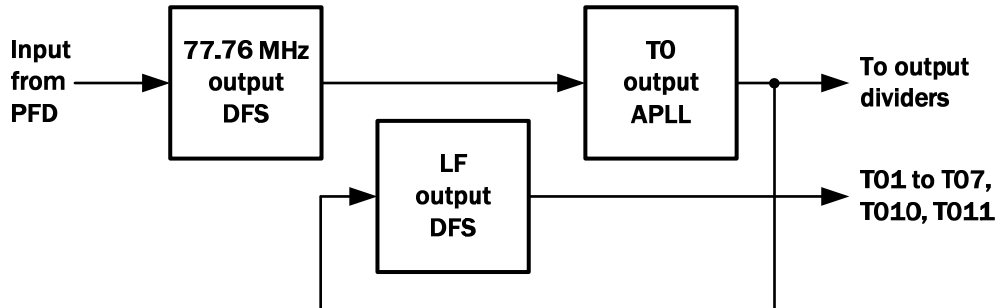 Input
from
PFD
77.76 MHz
output
DFS
T0
output
APLL
To output
dividers
LF
output
DFS
T01 to T07,
T010, T011